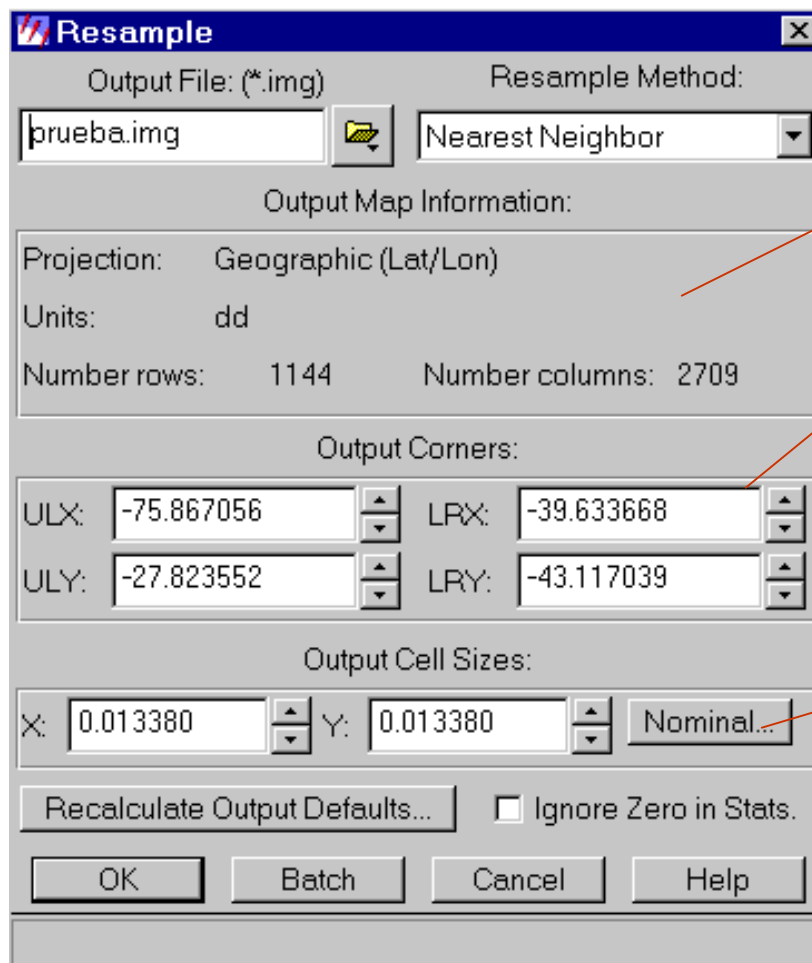 Resample
Output File: (*.img) Resample Method:
prueba.img Nearest Neighbor
Output Map Information:
Projection: Geographic (Lat/Lon)
Units: dd
Number rows: 1144 Number columns: 2709
Output Corners:
ULX: -75.867056 LRX: -39.633668
ULY: -27.823552 LRY: -43.117039
Output Cell Sizes:
X: 0.013380 Y: 0.013380 Nominal...
Recalculate Output Defaults... Ignore Zero in Stats.
OK Batch Cancel Help